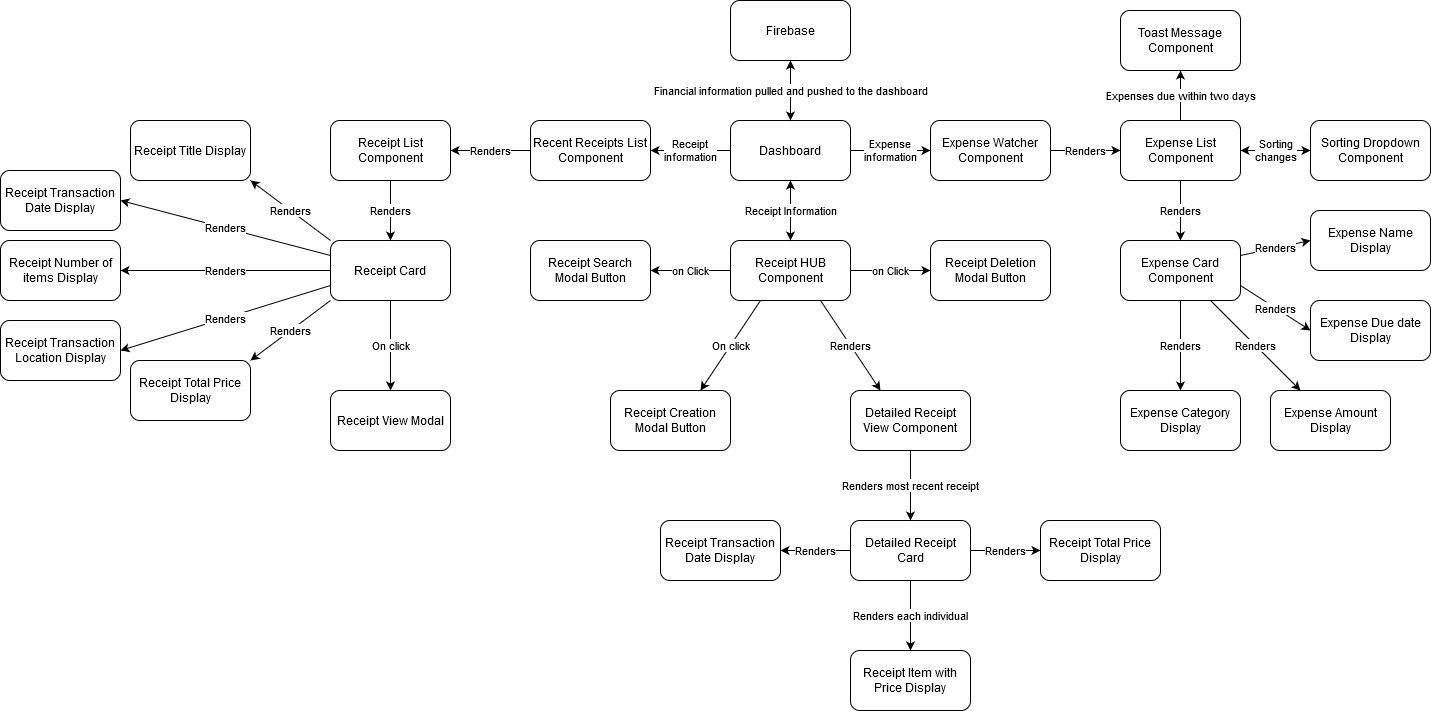 Firebase
Toast Message
Component
Financial information pulled and pushed to the dashboard
Expenses due within two days
Receipt Title Display
Receipt List
Component
Renders
Recent Receipts List
Component
Receipt
information
Dashboard
Expense
information
Expense Watcher
Component
Renders
Expense List
Component
Sorting
changes
Sorting Dropdown
Component
Receipt Transaction
Date Display
Renders
Renders
Renders
Receipt Information
Renders
Receipt Number of
items Display
Renders
Receipt Card
Receipt Search
Modal Button
on Click
Receipt HUB
Component
on Click
Receipt Deletion
Modal Button
Expense Card
Component
Renders
Expense Name
Display
Receipt Transaction
Location Display
Renders
Renders
Renders
Expense Due date
Display
Receipt Total Price
Display
On click
On click
Renders
Renders
Renders
Receipt View Modal
Receipt Creation
Modal Button
Detailed Receipt
View Component
Expense Category
Display
Expense Amount
Display
Renders most recent receipt
Receipt Transaction
Date Display
Renders
Detailed Receipt
Card
Renders
Receipt Total Price
Display
Renders each individual
Receipt Item with
Price Display